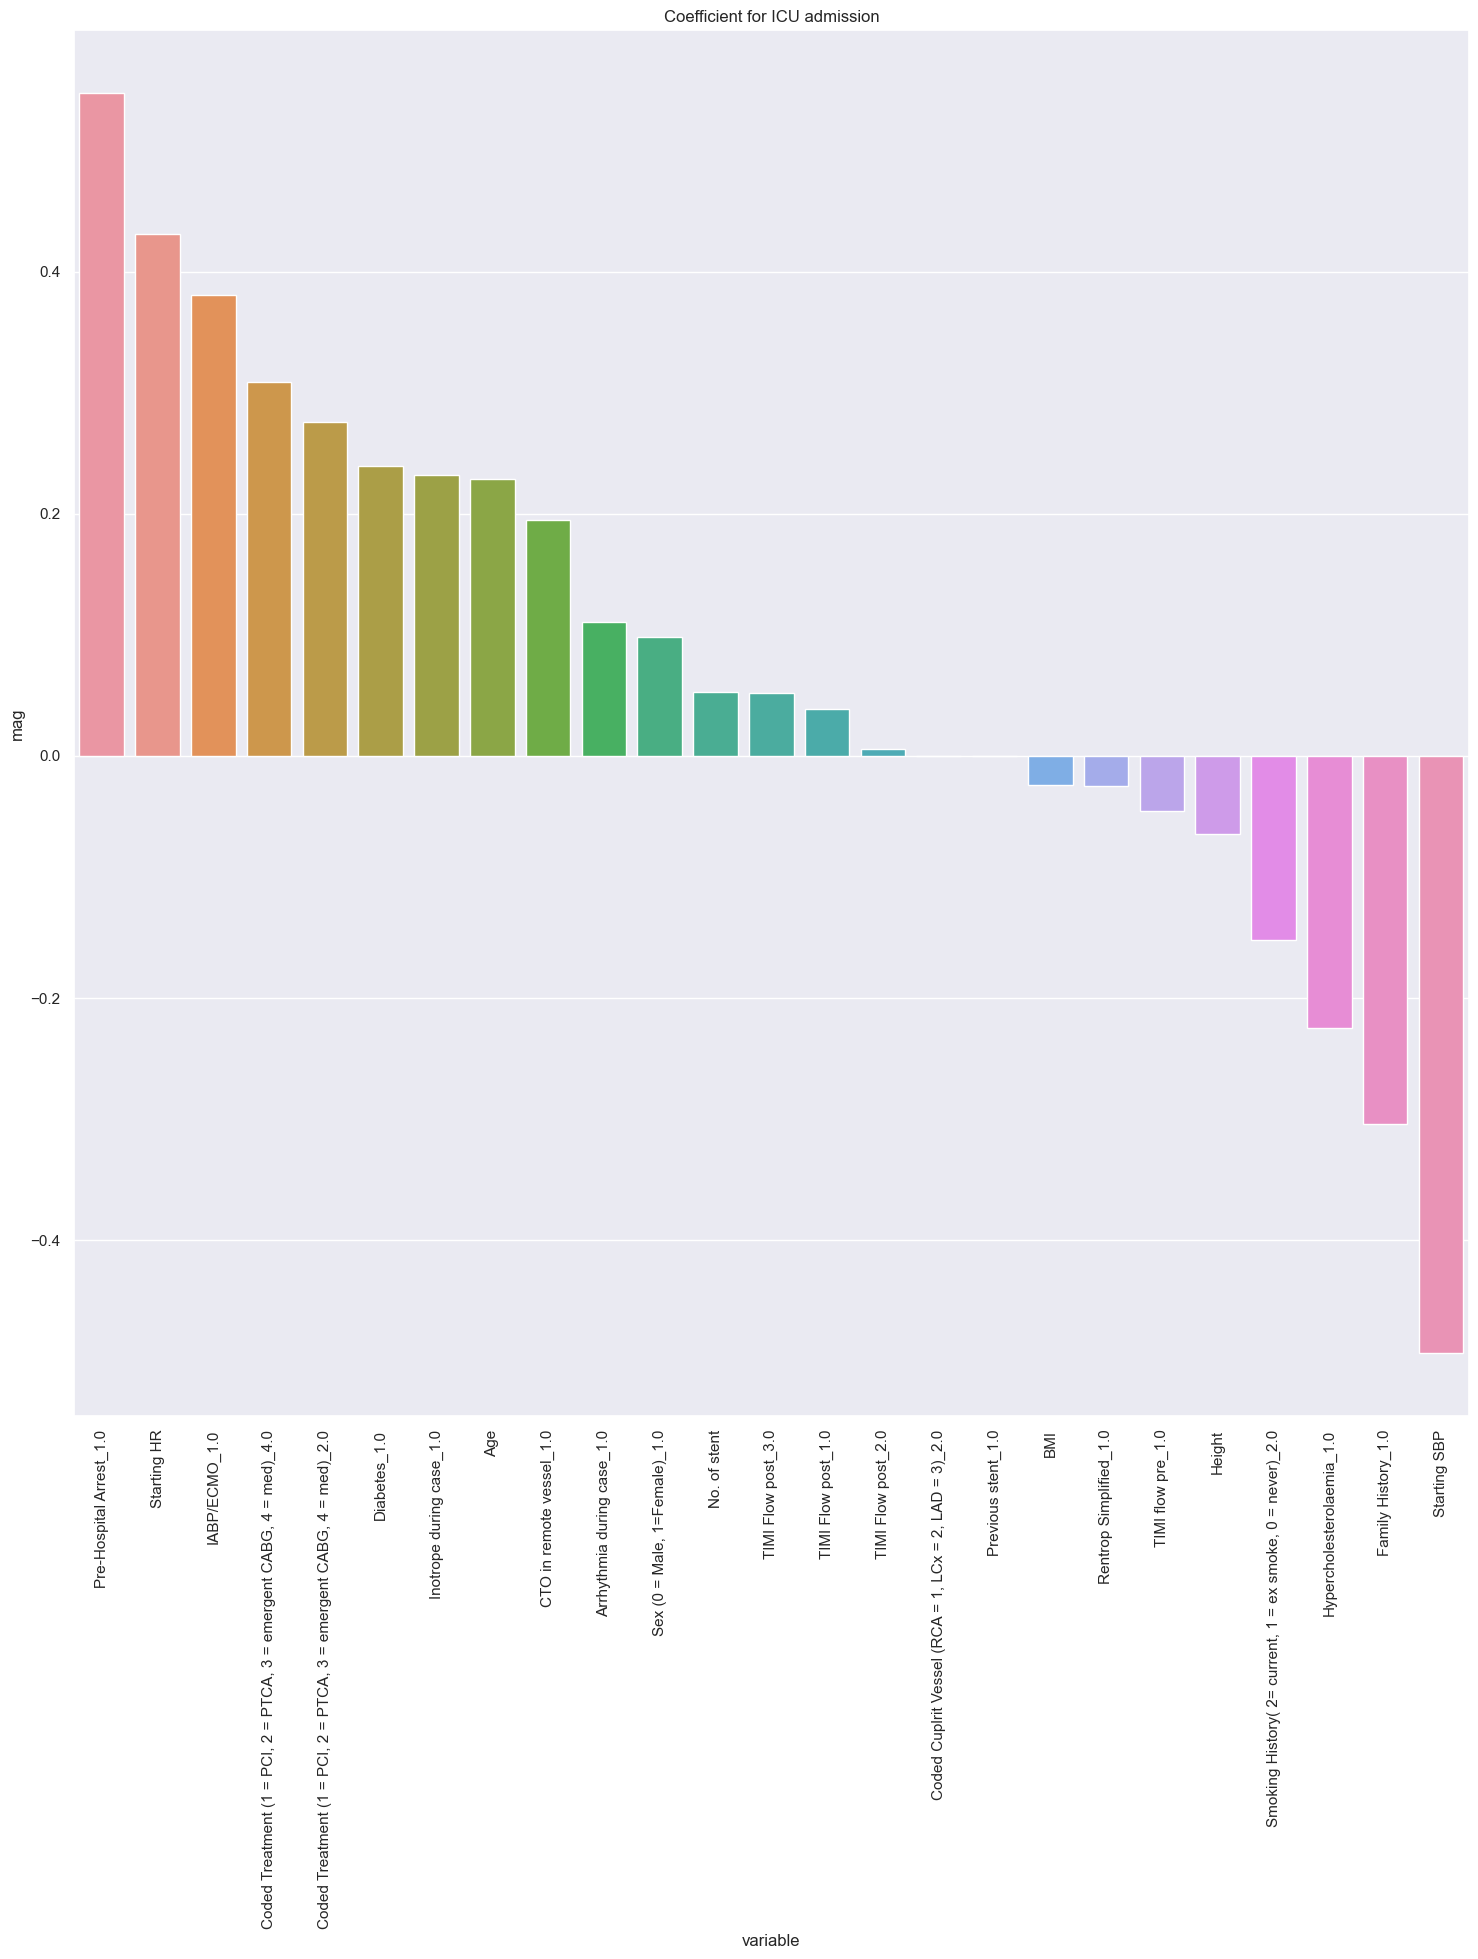 Coefficient for ICU admission
mag
0.4
0.2
0.0
−0.2
−0.4
Pre-Hospital Arrest_1.0
Starting HR
IABP/ECMO_1.0
Coded Treatment (1 = PCI, 2 = PTCA, 3 = emergent CABG, 4 = med)_4.0
Coded Treatment (1 = PCI, 2 = PTCA, 3 = emergent CABG, 4 = med)_2.0
Diabetes_1.0
Inotrope during case_1.0
Age
CTO in remote vessel_1.0
Arrhythmia during case_1.0
Sex (0 = Male, 1=Female)_1.0
No. of stent
TIMI Flow post_3.0
TIMI Flow post_1.0
TIMI Flow post_2.0
Coded Cuplrit Vessel (RCA = 1, LCx = 2, LAD = 3)_2.0
Previous stent_1.0
BMI
Rentrop Simplified_1.0
TIMI flow pre_1.0
Height
Smoking History( 2= current, 1 = ex smoke, 0 = never)_2.0
Hypercholesterolaemia_1.0
Family History_1.0
Starting SBP
variable